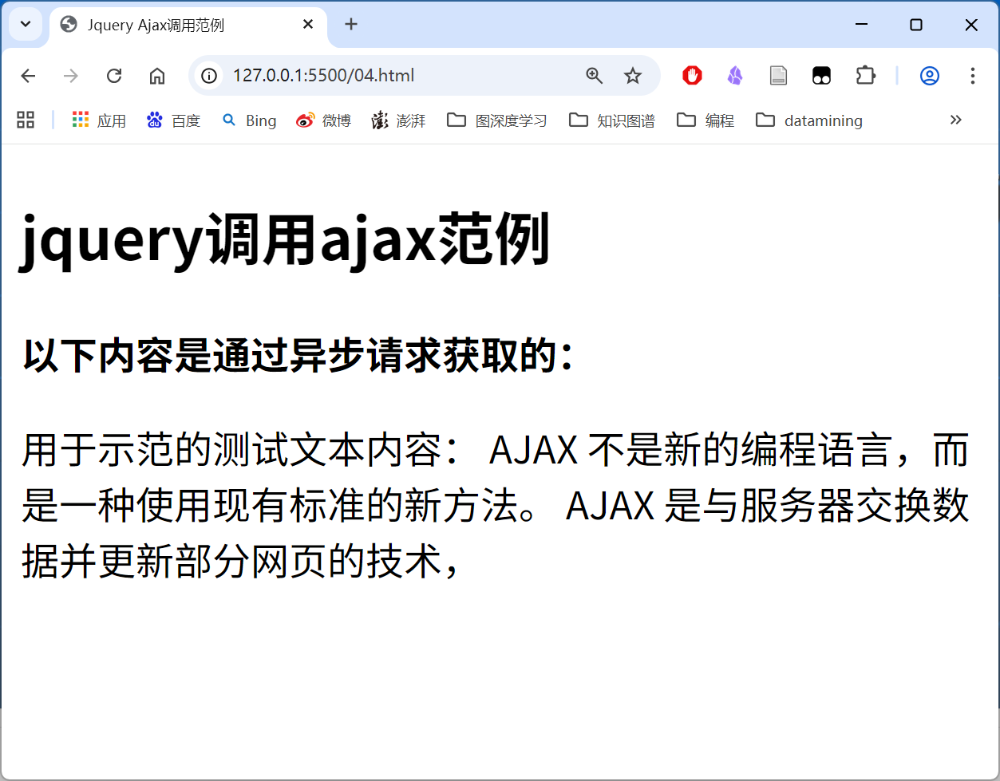 Jquery Ajax调用范例
127.0.0.1:5500/04.html
应用 百度 Bing 微博 澎湃 图深度学习 知识图谱 编程 datamining
jquery调用ajax范例
以下内容是通过异步请求获取的：
用于示范的测试文本内容： AJAX 不是新的编程语言，而
是一种使用现有标准的新方法。 AJAX 是与服务器交换数
据并更新部分网页的技术，